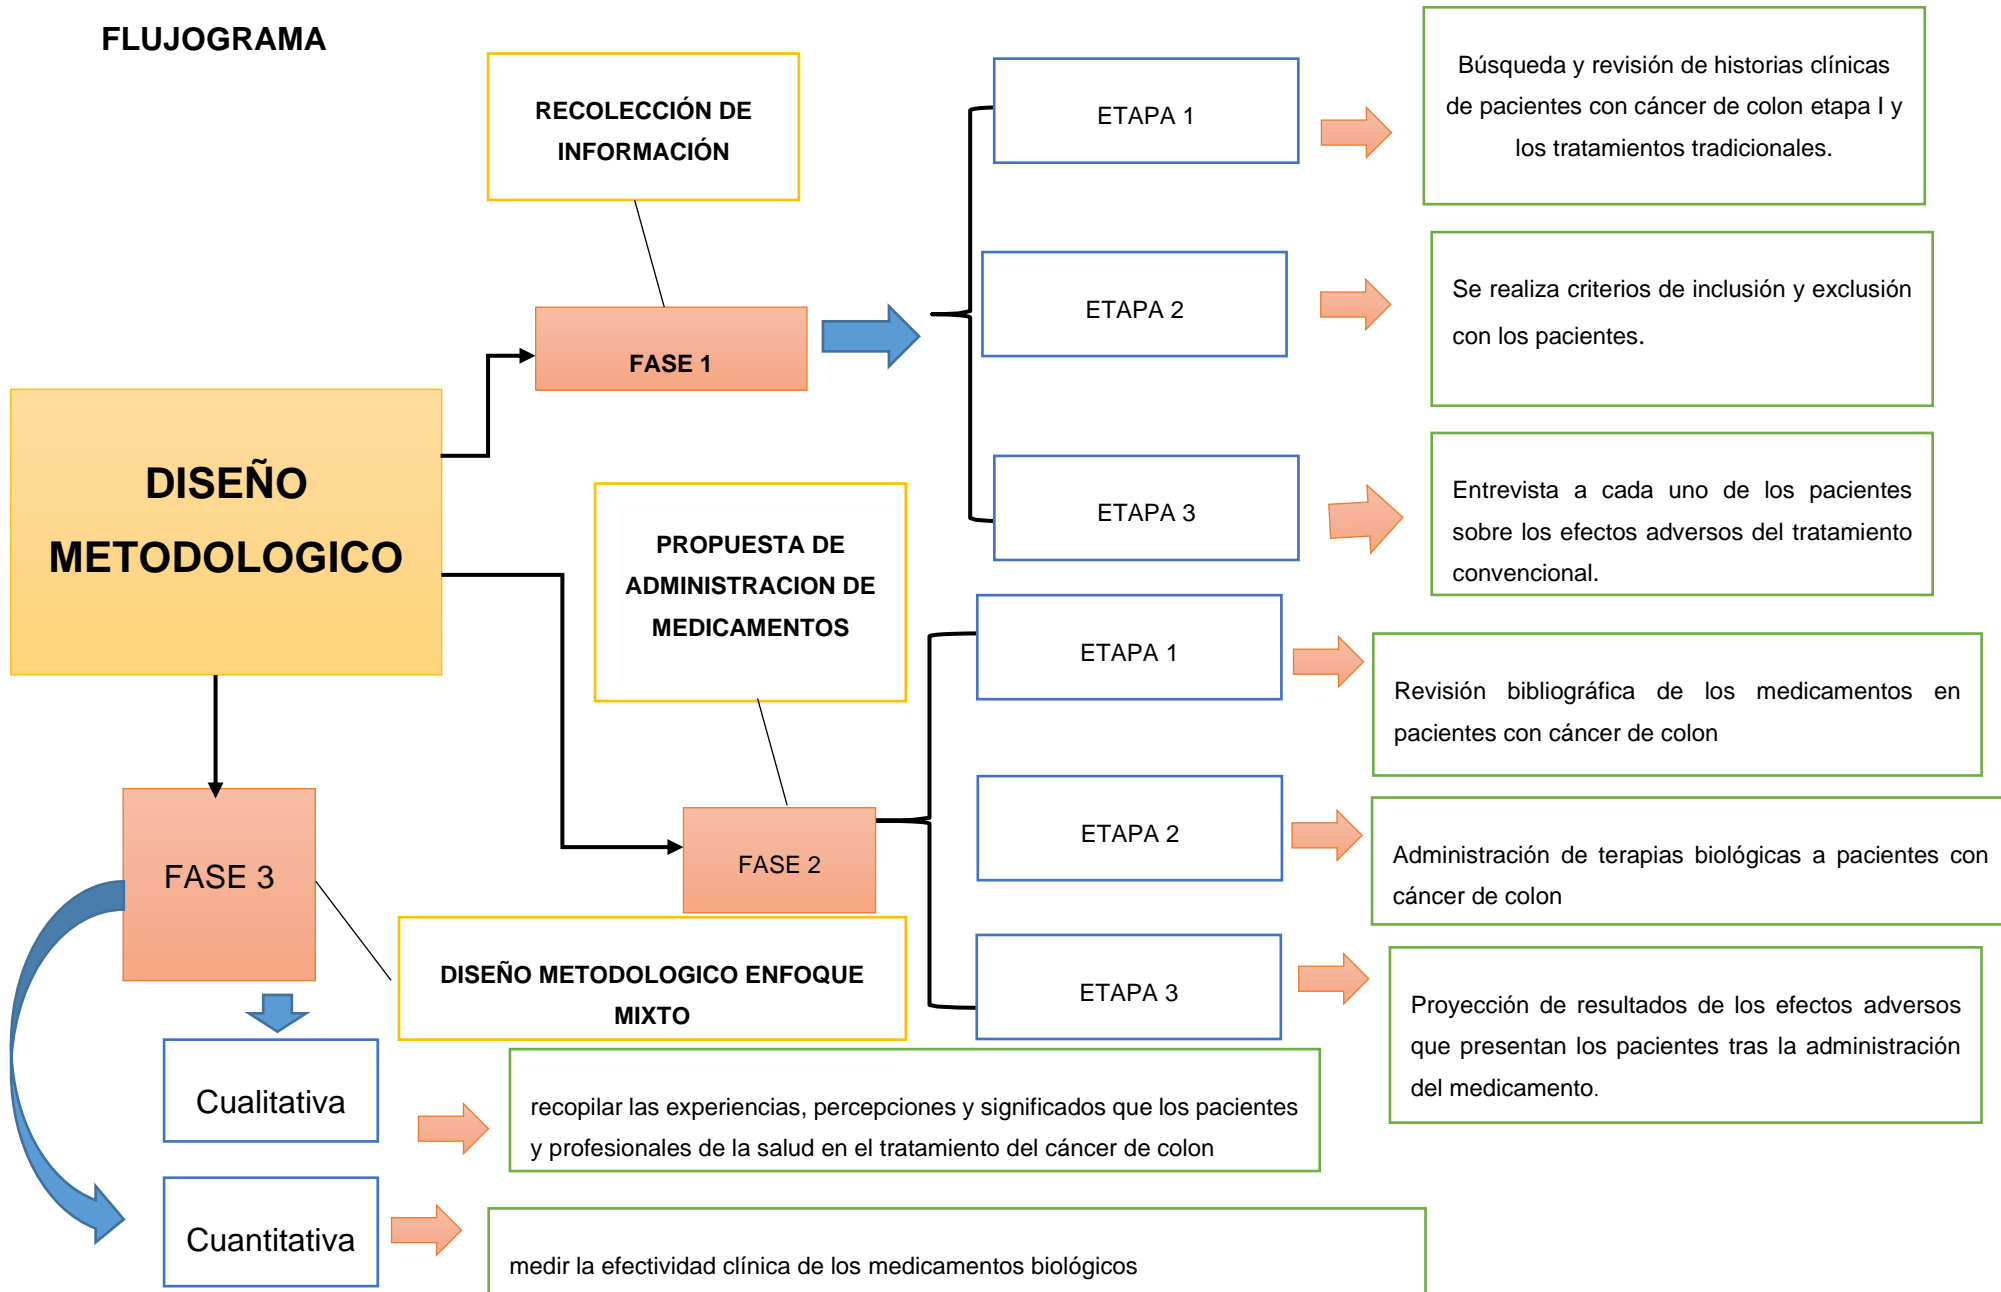 FLUJOGRAMA
RECOLECCIÓN DE
INFORMACIÓN
FASE 1
ETAPA 1
Búsqueda y revisión de historias clínicas
de pacientes con cáncer de colon etapa I y
los tratamientos tradicionales.
ETAPA 2
Se realiza criterios de inclusión y exclusión
con los pacientes.
ETAPA 3
Entrevista a cada uno de los pacientes
sobre los efectos adversos del tratamiento
convencional.
DISEÑO
METODOLOGICO
PROPUESTA DE
ADMINISTRACION DE
MEDICAMENTOS
FASE 2
ETAPA 1
Revisión bibliográfica de los medicamentos en
pacientes con cáncer de colon
ETAPA 2
Administración de terapias biológicas a pacientes con
cáncer de colon
ETAPA 3
Proyección de resultados de los efectos adversos
que presentan los pacientes tras la administración
del medicamento.
FASE 3
DISEÑO METODOLOGICO ENFOQUE
MIXTO
Cualitativa
recopilar las experiencias, percepciones y significados que los pacientes
y profesionales de la salud en el tratamiento del cáncer de colon
Cuantitativa
medir la efectividad clínica de los medicamentos biológicos